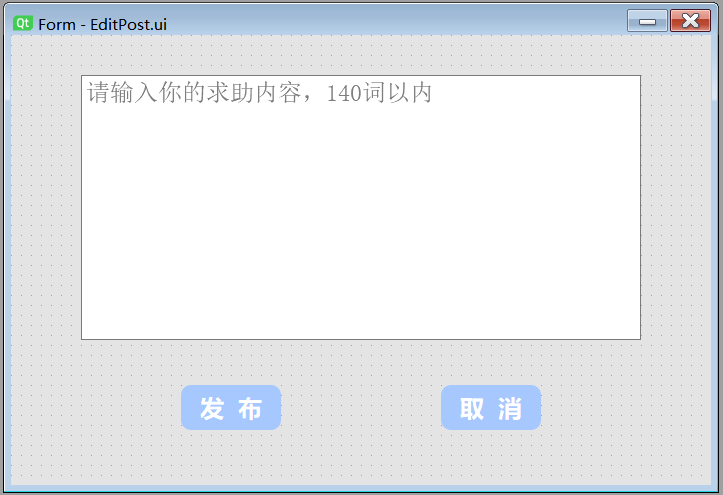 Qt Form - EditPost.ui
请输入你的求助内容，140词以内
发 布
取 消